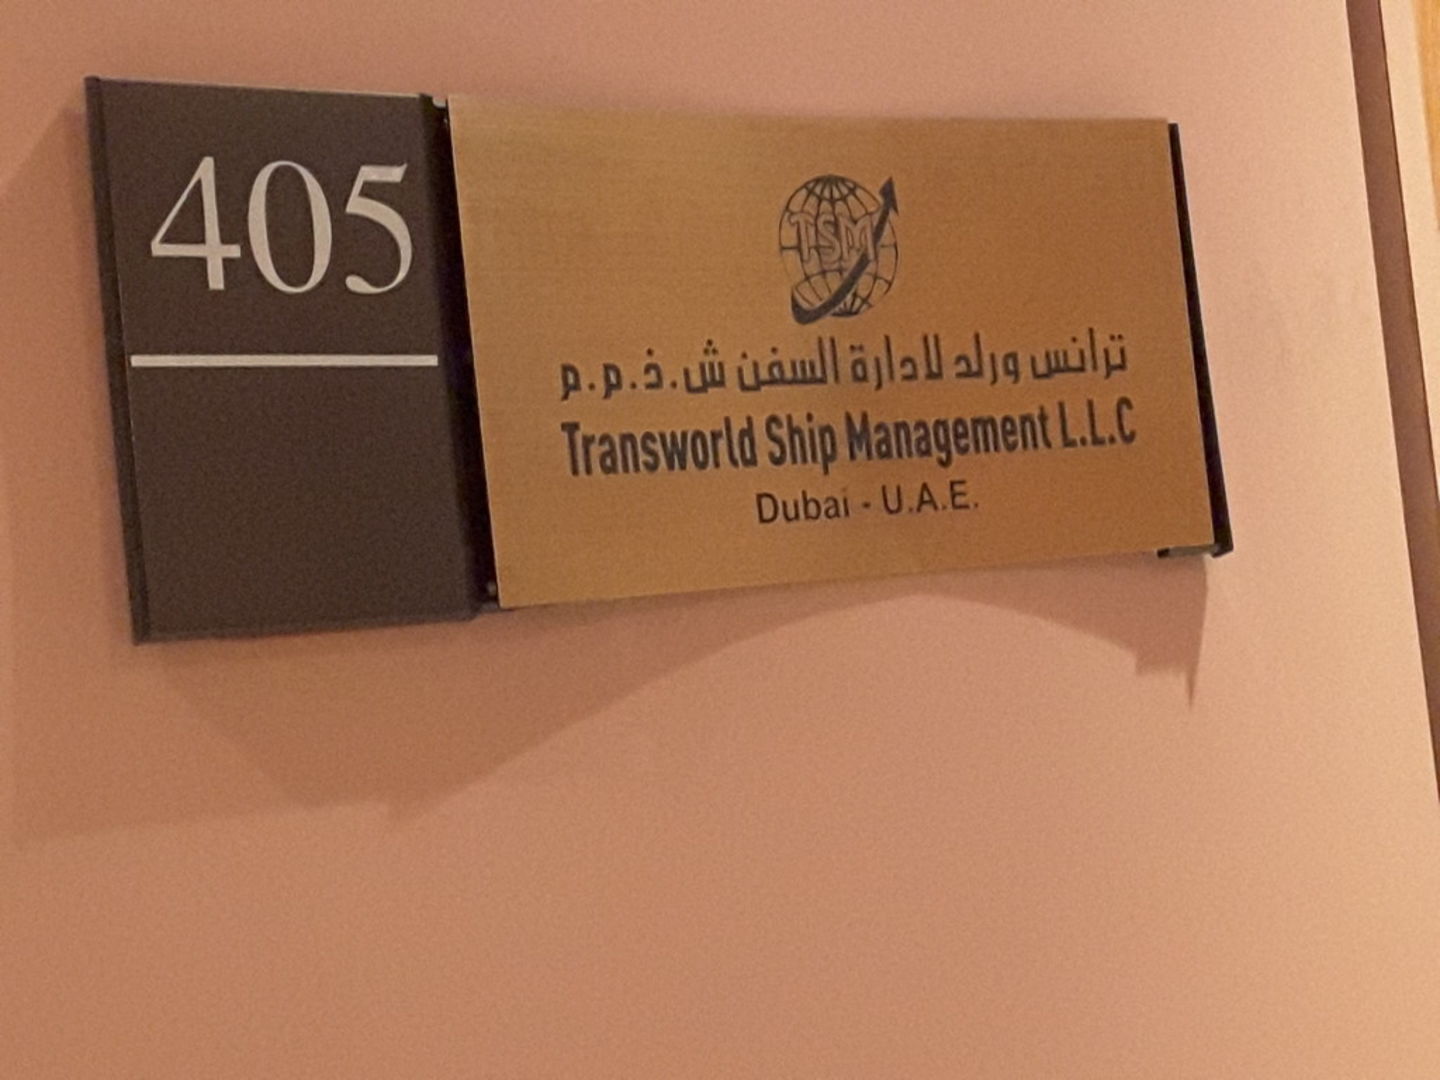 405
TSM
ترانس ورلد لادارة السفن ش.ذ.م.م
Transworld Ship Management L.L.C
Dubai - U.A.E.